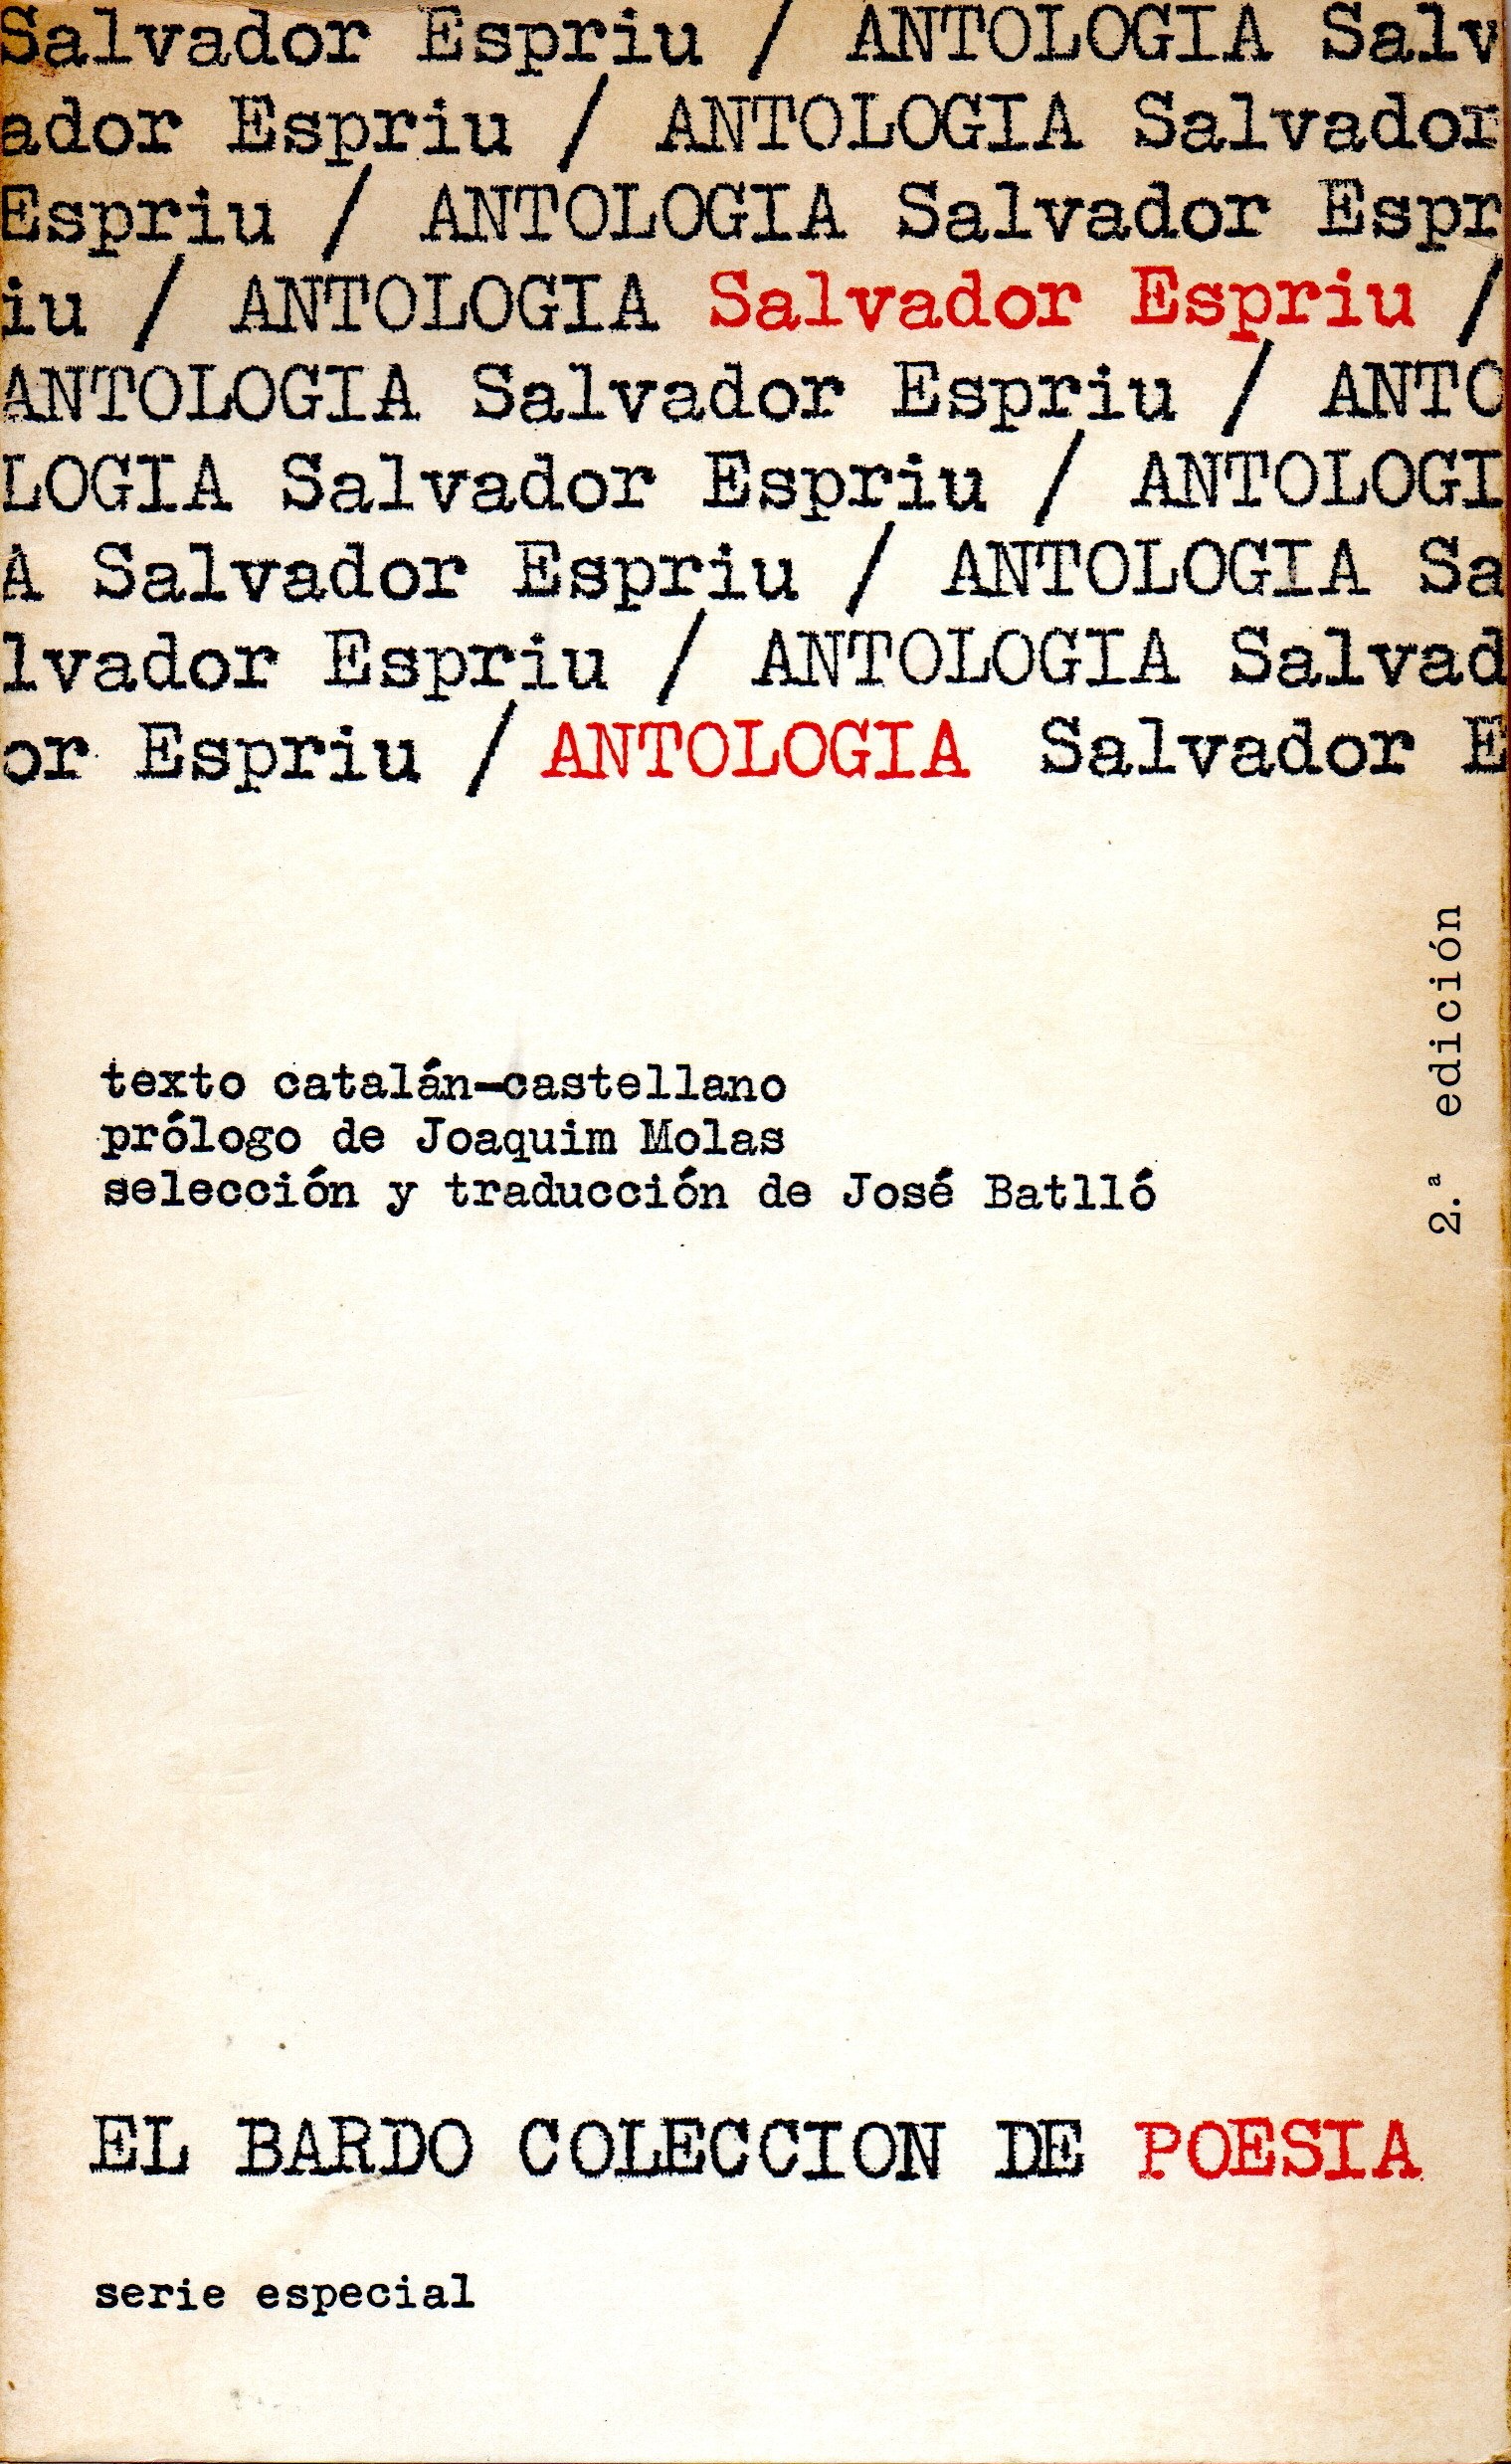 Salvador Espriu / ANTOLOGIA Salv
ador Espriu / ANTOLOGIA Salvador
Espriu / ANTOLOGIA Salvador Espr
iu / ANTOLOGIA Salvador Espriu /
ANTOLOGIA Salvador Espriu / ANTO
LOGIA Salvador Espriu / ANTOLOGI
A Salvador Espriu / ANTOLOGIA Sa
lvador Espriu / ANTOLOGIA Salvad
or Espriu / ANTOLOGIA Salvador E
2.ª edición
texto catalán-castellano
prólogo de Joaquim Molas
selección y traducción de José Batlló
EL BARDO COLECCION DE POESIA
serie especial